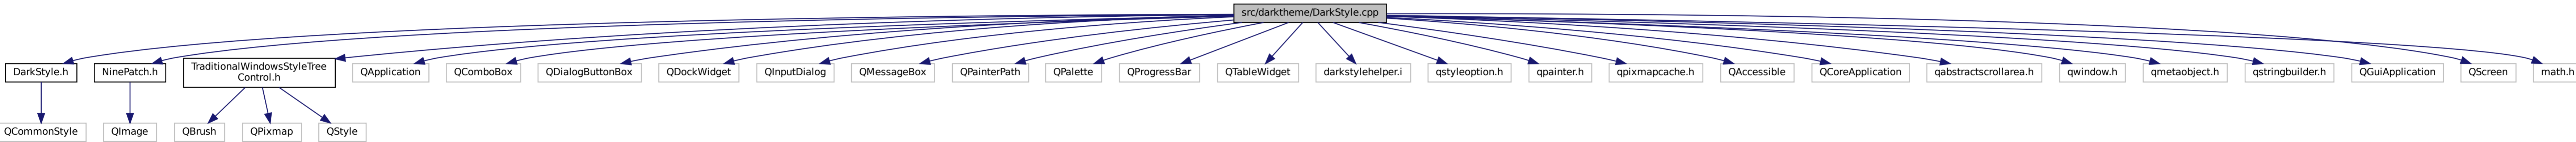 src/darktheme/DarkStyle.cpp
DarkStyle.h
NinePatch.h
TraditionalWindowsStyleTree
Control.h
QApplication
QComboBox
QDialogButtonBox
QDockWidget
QInputDialog
QMessageBox
QPainterPath
QPalette
QProgressBar
QTableWidget
darkstylehelper.i
qstyleoption.h
qpainter.h
qpixmapcache.h
QAccessible
QCoreApplication
qabstractscrollarea.h
qwindow.h
qmetaobject.h
qstringbuilder.h
QGuiApplication
QScreen
math.h
QCommonStyle
QImage
QBrush
QPixmap
QStyle